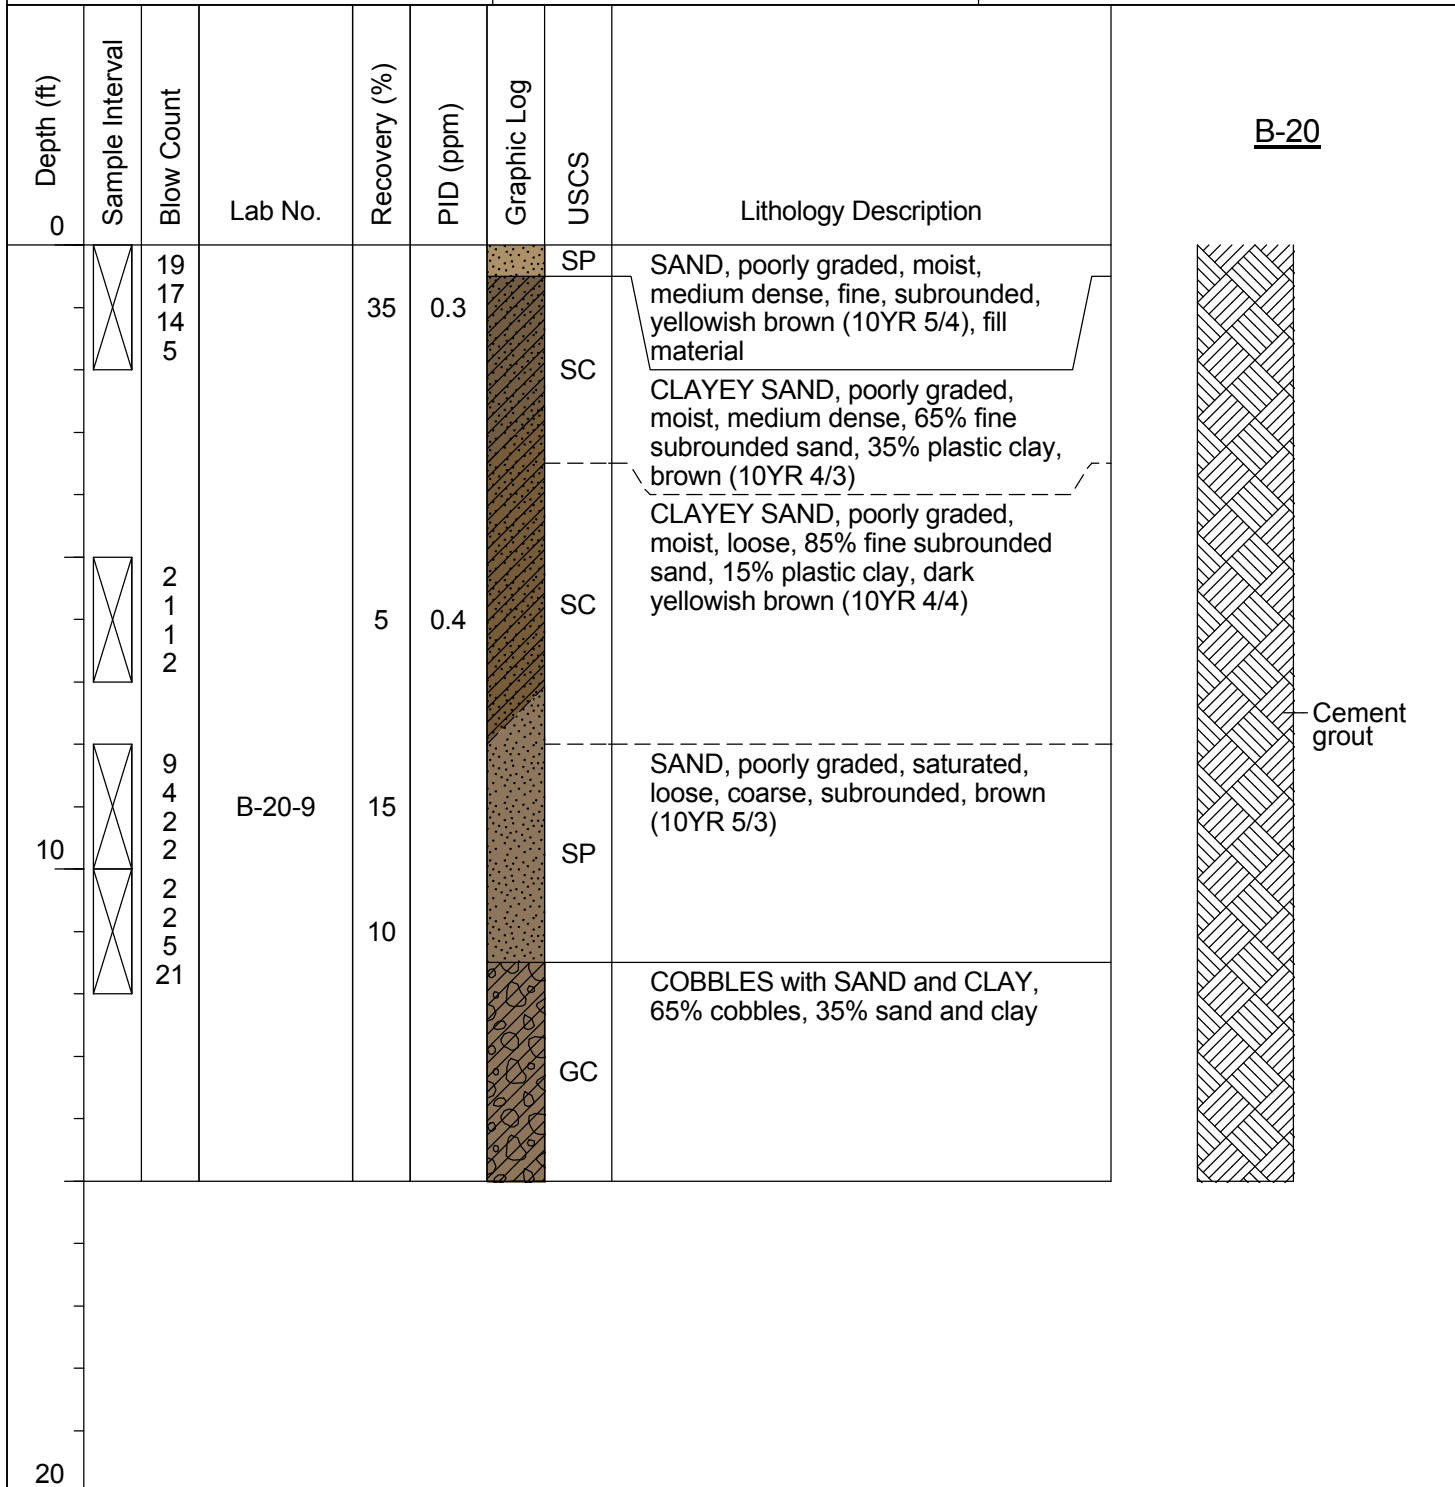 Depth (ft)
Sample Interval
Blow Count
Lab No.
Recovery (%)
PID (ppm)
Graphic Log
USCS
Lithology Description
B-20
0
19
17
14
5
35
0.3
SP
SAND, poorly graded, moist,
medium dense, fine, subrounded,
yellowish brown (10YR 5/4), fill
material
SC
CLAYEY SAND, poorly graded,
moist, medium dense, 65% fine
subrounded sand, 35% plastic clay,
brown (10YR 4/3)
2
1
1
2
5
0.4
SC
CLAYEY SAND, poorly graded,
moist, loose, 85% fine subrounded
sand, 15% plastic clay, dark
yellowish brown (10YR 4/4)
Cement
grout
9
4
2
2
B-20-9
15
SP
SAND, poorly graded, saturated,
loose, coarse, subrounded, brown
(10YR 5/3)
10
2
2
5
21
10
GC
COBBLES with SAND and CLAY,
65% cobbles, 35% sand and clay
20